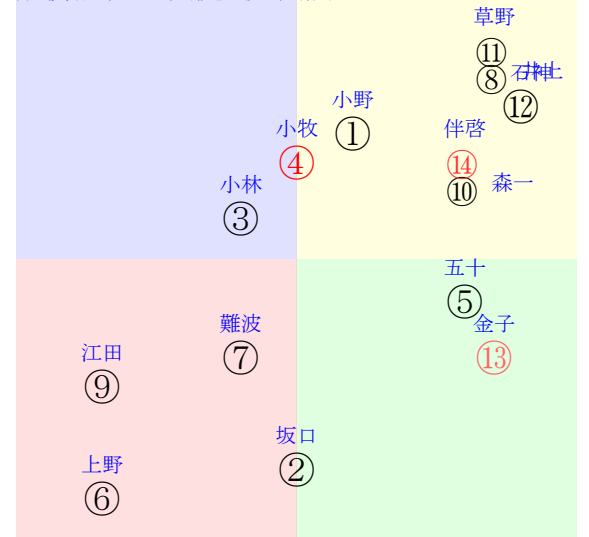 草野
⑪
⑧
⑫
小野
①
小牧
④
伴啓
⑭
⑩
森一
小林
③
五十
⑤
難波
⑦
金子
⑬
江田
⑨
坂口
②
上野
⑥